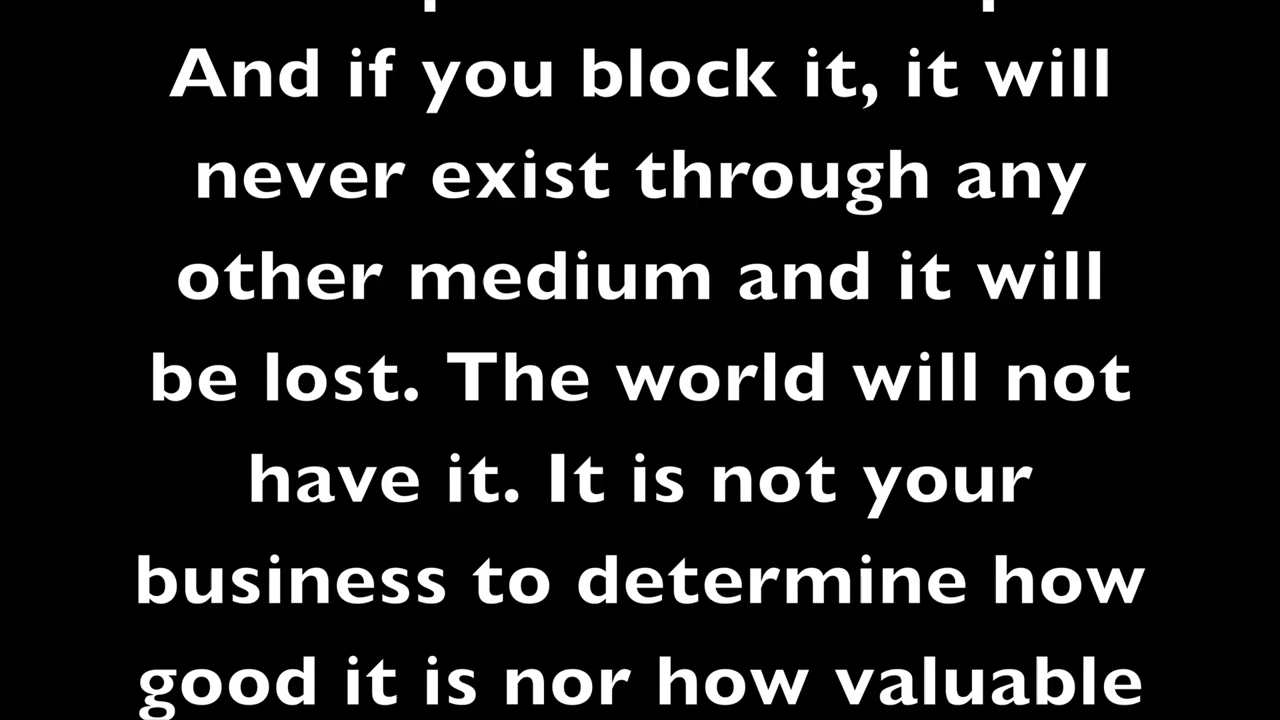 And if you block it, it will
never exist through any
other medium and it will
be lost. The world will not
have it. It is not your
business to determine how
good it is nor how valuable